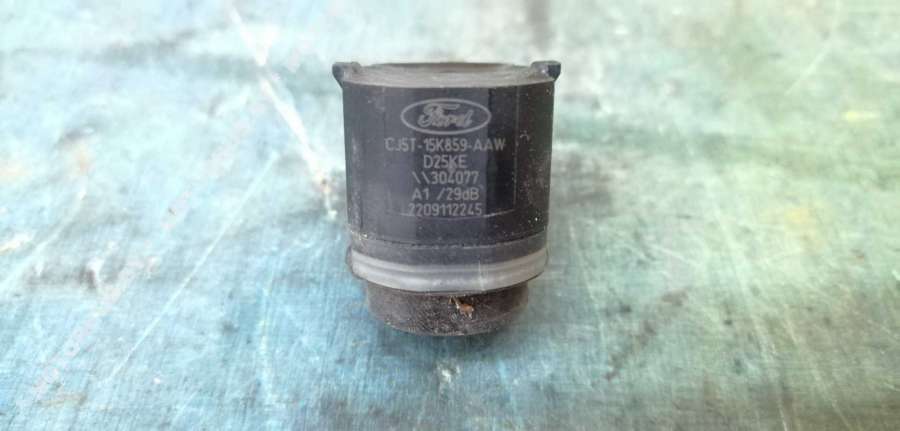 Ford
CJ5T-15K859-AAW
D25KE
\\304077
A1 /29dB
2209112245